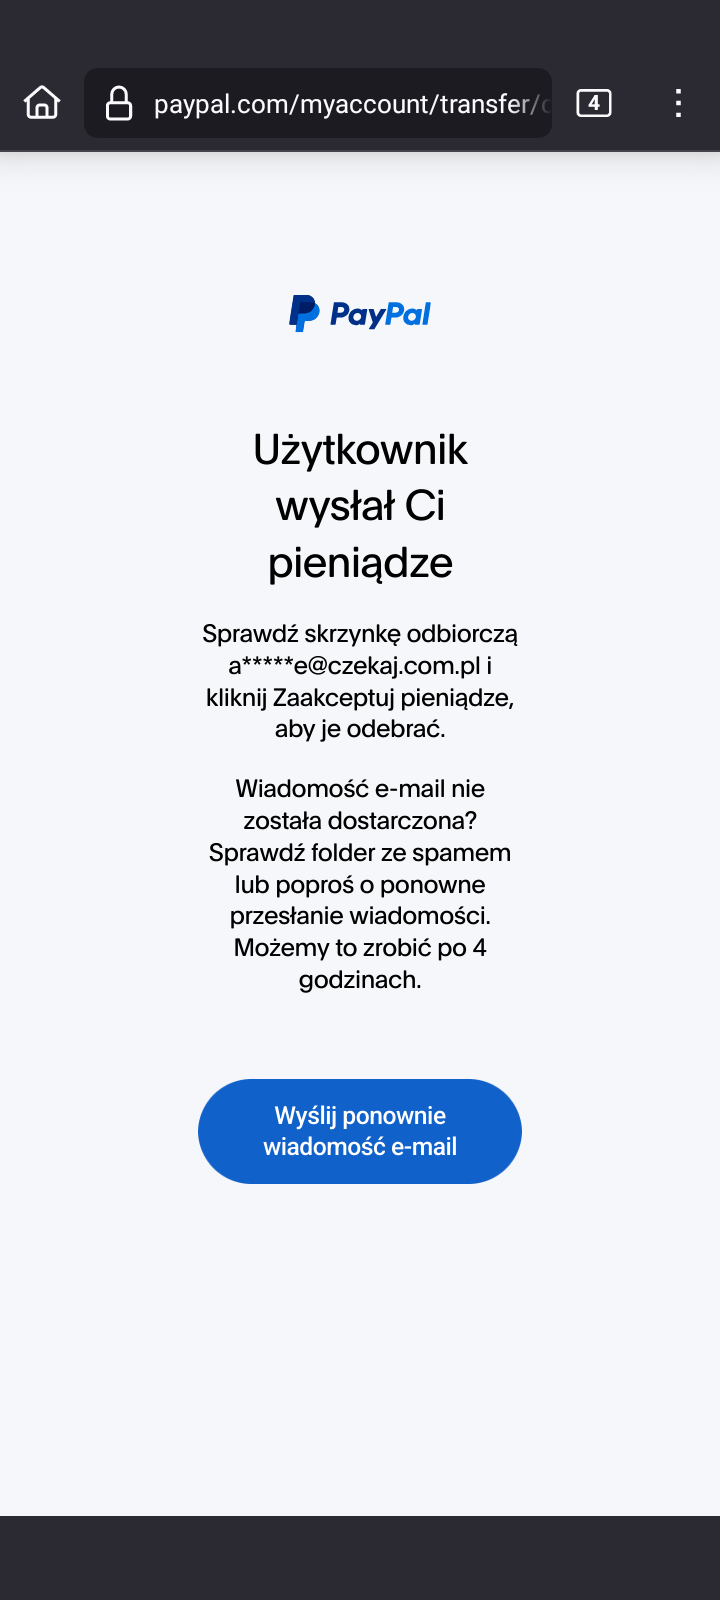 paypal.com/myaccount/transfer/
4
PayPal
Użytkownik
wysłał Ci
pieniądze
Sprawdź skrzynkę odbiorczą
a*****e@czekaj.com.pl i
kliknij Zaakceptuj pieniądze,
aby je odebrać.
Wiadomość e-mail nie
została dostarczona?
Sprawdź folder ze spamem
lub poproś o ponowne
przesłanie wiadomości.
Możemy to zrobić po 4
godzinach.
Wyślij ponownie
wiadomość e-mail